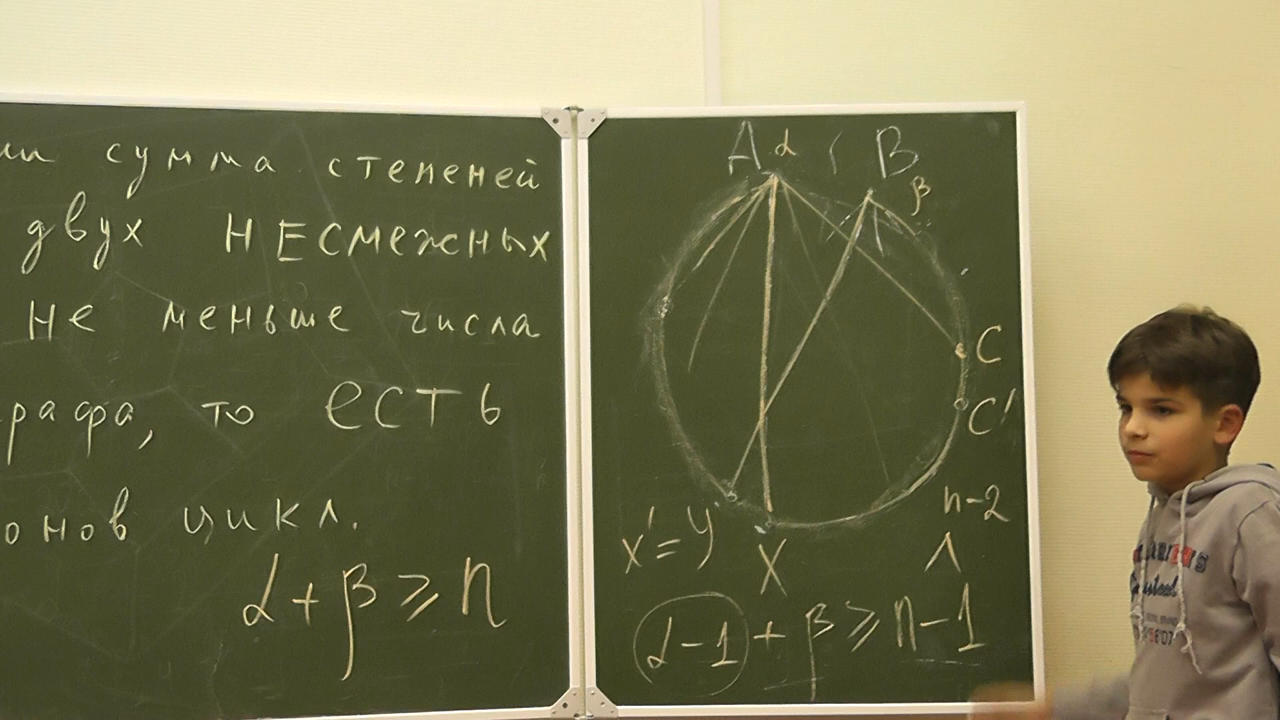 сумма степеней
двух НЕСмежных
не меньше числа
рафа, то есть
онов цикл.
α + β ≥ n
A α B β
C
C'
n-2
x' = y
X
α-1 + β ≥ n-1